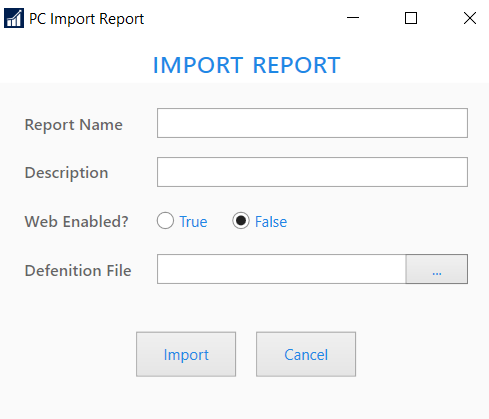 PC Import Report
IMPORT REPORT
Report Name
Description
Web Enabled? True False
Defenition File ...
Import Cancel